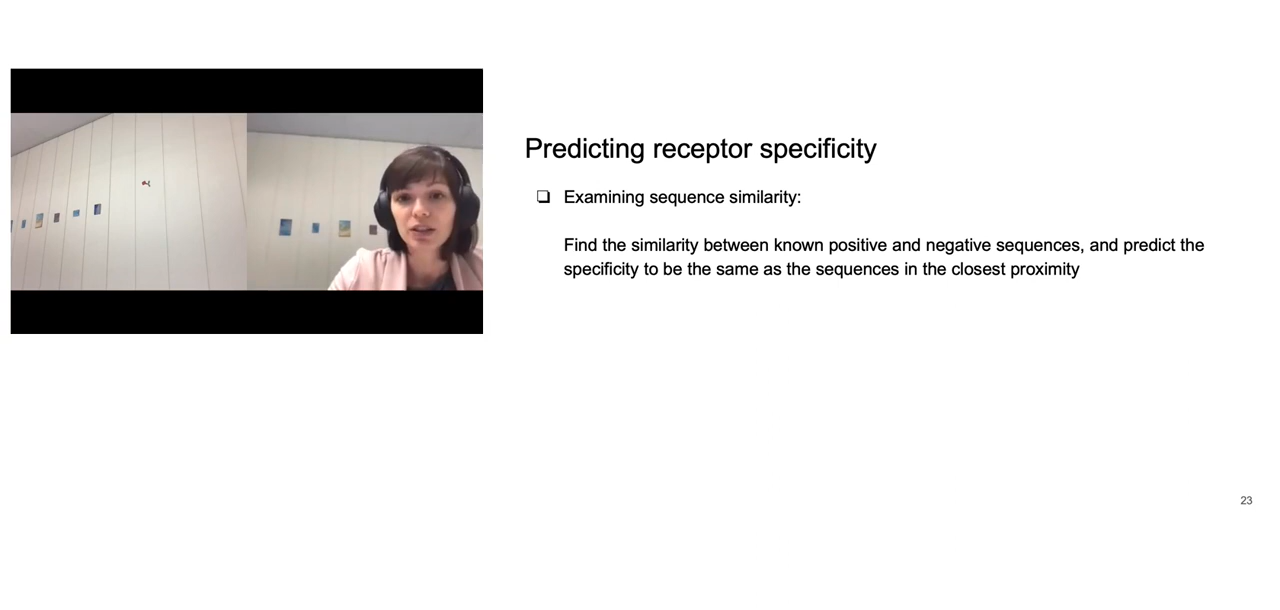 Predicting receptor specificity
❏ Examining sequence similarity:
Find the similarity between known positive and negative sequences, and predict the
specificity to be the same as the sequences in the closest proximity
23